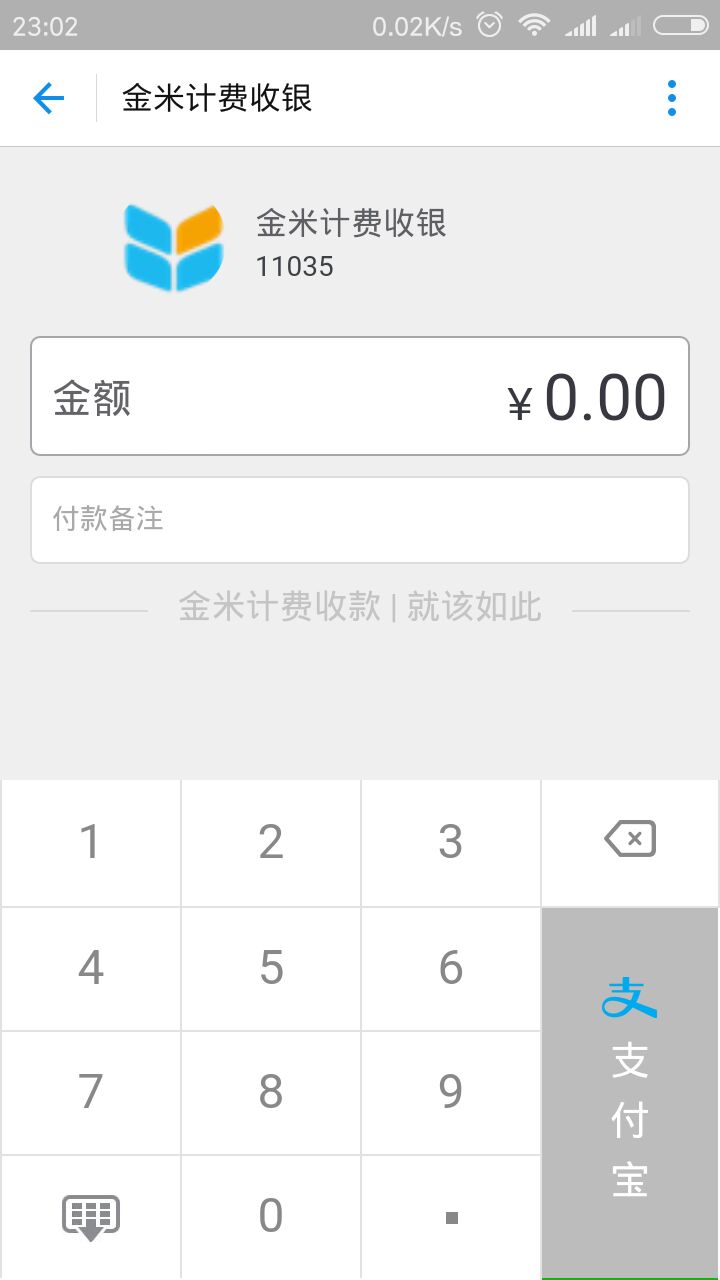 23:02 0.02K/s
金米计费收银
金米计费收银
11035
金额 ¥ 0.00
付款备注
金米计费收款 | 就该如此
1 2 3
4 5 6
7 8 9
0 .
支
支
付
宝